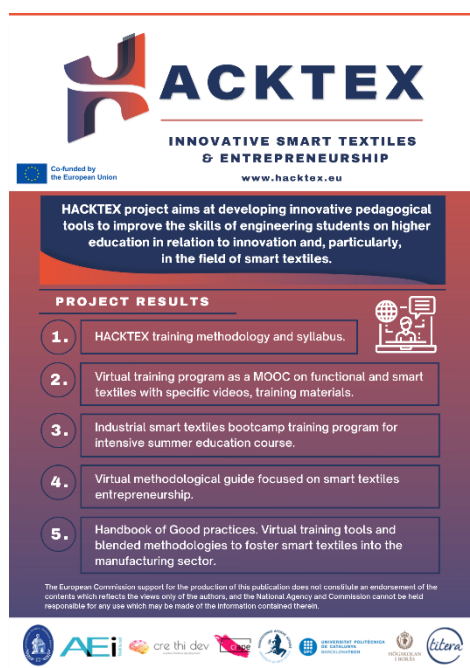 HACKTEX
INNOVATIVE SMART TEXTILES
& ENTREPRENEURSHIP
www.hacktex.eu
Co-funded by
the European Union
HACKTEX project aims at developing innovative pedagogical
tools to improve the skills of engineering students on higher
education in relation to innovation and, particularly,
in the field of smart textiles.
PROJECT RESULTS
1. HACKTEX training methodology and syllabus.
2. Virtual training program as a MOOC on functional and smart
textiles with specific videos, training materials.
3. Industrial smart textiles bootcamp training program for
intensive summer education course.
4. Virtual methodological guide focused on smart textiles
entrepreneurship.
5. Handbook of Good practices. Virtual training tools and
blended methodologies to foster smart textiles into the
manufacturing sector.
The European Commission support for the production of this publication does not constitute an endorsement of the
contents which reflects the views only of the authors, and the National Agency and Commission cannot be held
responsible for any use which may be made of the information contained therein.
AEI
cre thi dev
UNIVERSITAT POLITÈCNICA
DE CATALUNYA
BARCELONATECH
HÖGSKOLAN
I BORÅS
titera